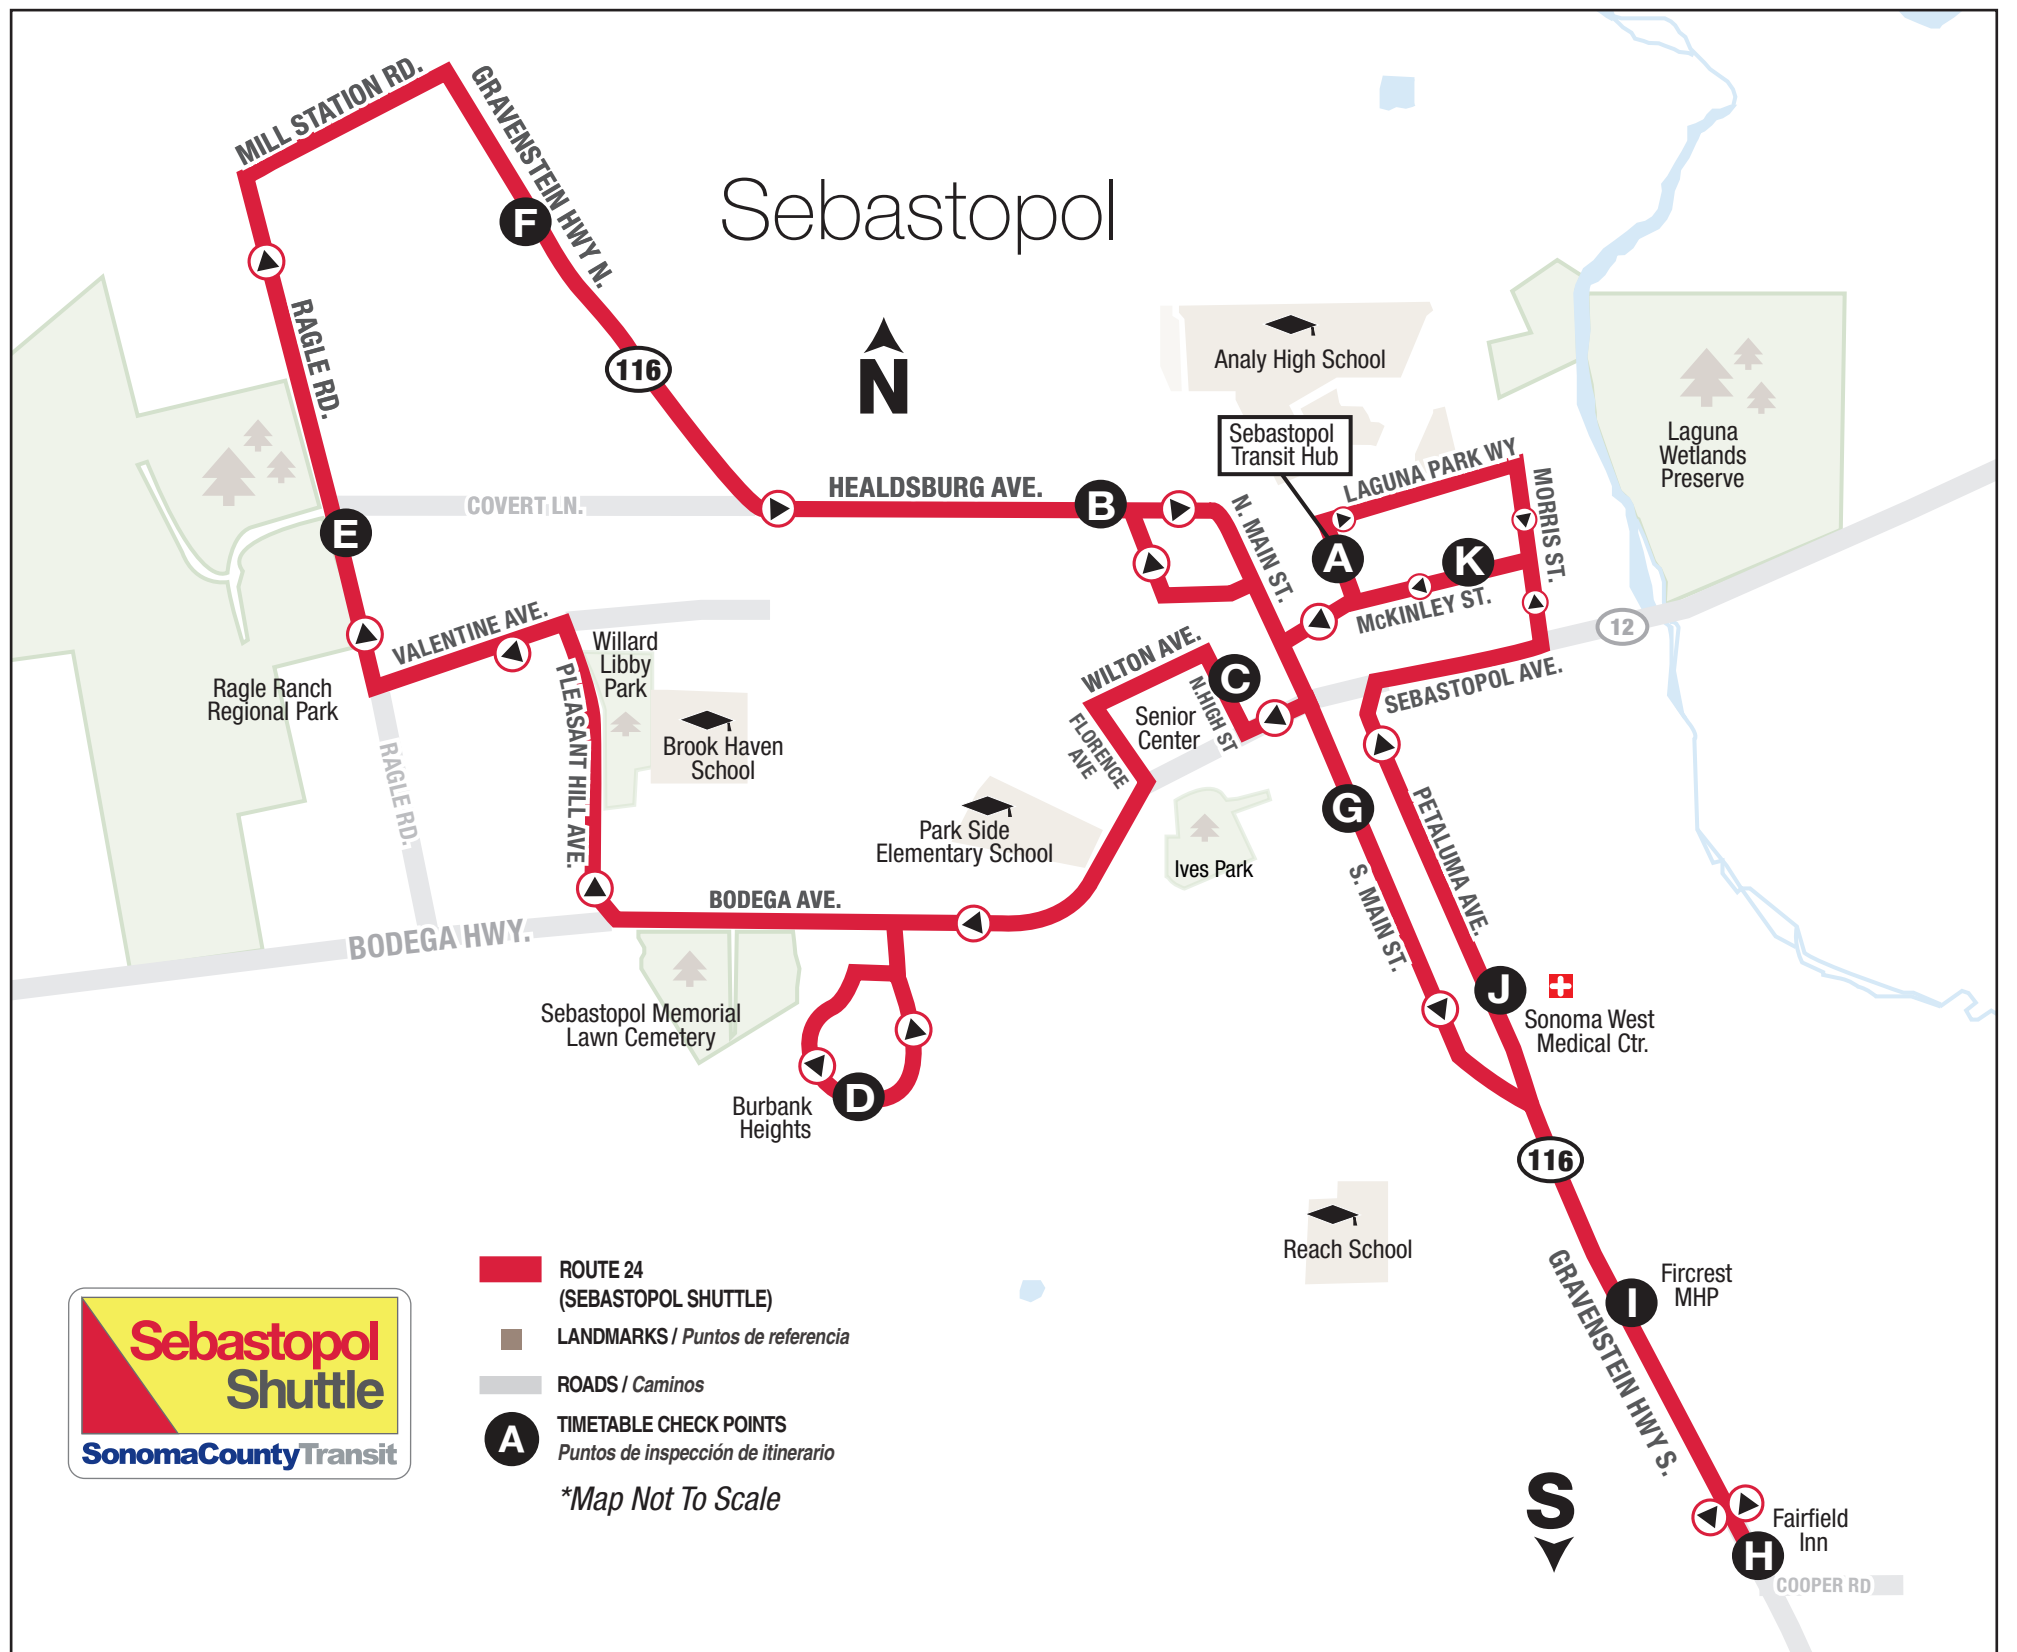 MILL STATION RD.
GRAVENSTEIN HWY N.
F
Sebastopol
RAGLE RD.
116
N
Analy High School
Sebastopol
Transit Hub
LAGUNA PARK WY
MORRIS ST.
Laguna
Wetlands
Preserve
COVERT LN.
HEALDSBURG AVE.
B
N. MAIN ST.
E
A
K
McKINLEY ST.
12
VALENTINE AVE.
Willard
Libby
Park
WILTON AVE.
C
N.HIGH ST
SEBASTOPOL AVE.
Ragle Ranch
Regional Park
PLEASANT HILL AVE.
Brook Haven
School
FLORENCE
AVE
Senior
Center
RAGLE RD.
Park Side
Elementary School
Ives Park
G
S. MAIN ST.
PETALUMA AVE.
BODEGA AVE.
BODEGA HWY.
J
Sonoma West
Medical Ctr.
Sebastopol Memorial
Lawn Cemetery
D
Burbank
Heights
116
Reach School
GRAVENSTEIN HWY S.
I
Fircrest
MHP
ROUTE 24
(SEBASTOPOL SHUTTLE)
LANDMARKS / Puntos de referencia
ROADS / Caminos
A
TIMETABLE CHECK POINTS
Puntos de inspección de itinerario
*Map Not To Scale
Sebastopol
Shuttle
SonomaCountyTransit
S
Fairfield
Inn
H
COOPER RD